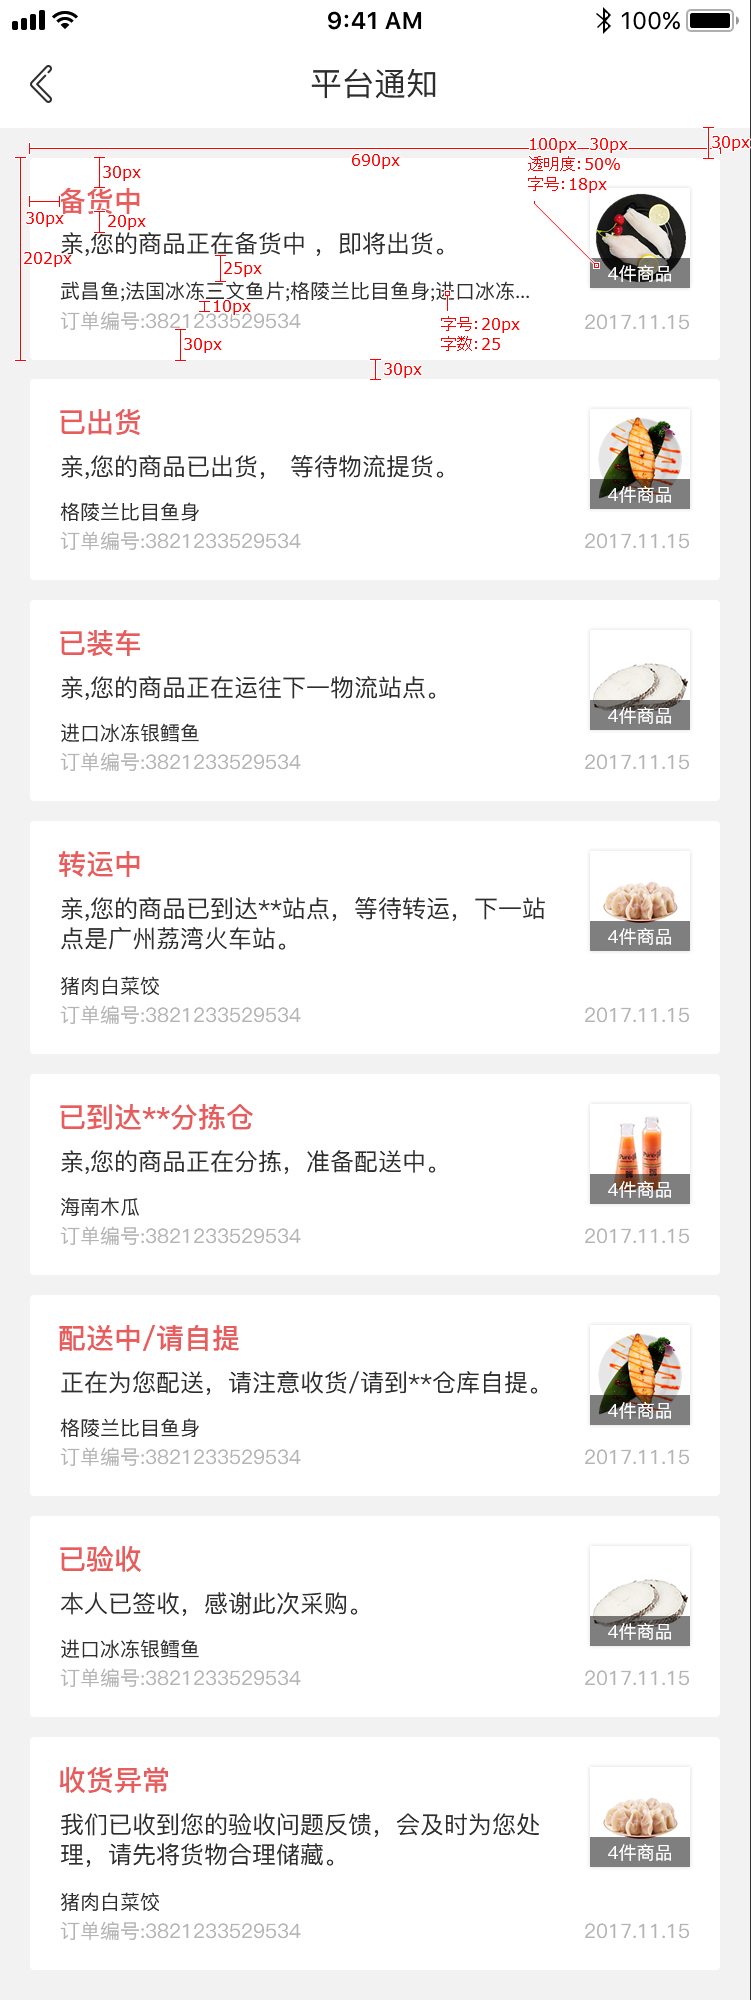 9:41 AM
100%
平台通知
690px
100px
30px
30px
透明度:50%
字号:18px
30px
备货中
30px
20px
亲,您的商品正在备货中 ，即将出货。
202px
25px
4件商品
武昌鱼;法国冰冻三文鱼片;格陵兰比目鱼身;进口冰冻...
10px
订单编号:3821233529534
字号:20px
字数:25
2017.11.15
30px
30px
已出货
亲,您的商品已出货， 等待物流提货。
4件商品
格陵兰比目鱼身
订单编号:3821233529534
2017.11.15
已装车
亲,您的商品正在运往下一物流站点。
4件商品
进口冰冻银鳕鱼
订单编号:3821233529534
2017.11.15
转运中
亲,您的商品已到达**站点，等待转运，下一站
点是广州荔湾火车站。
4件商品
猪肉白菜饺
订单编号:3821233529534
2017.11.15
已到达**分拣仓
亲,您的商品正在分拣，准备配送中。
4件商品
海南木瓜
订单编号:3821233529534
2017.11.15
配送中/请自提
正在为您配送，请注意收货/请到**仓库自提。
4件商品
格陵兰比目鱼身
订单编号:3821233529534
2017.11.15
已验收
本人已签收，感谢此次采购。
4件商品
进口冰冻银鳕鱼
订单编号:3821233529534
2017.11.15
收货异常
我们已收到您的验收问题反馈，会及时为您处
理，请先将货物合理储藏。
4件商品
猪肉白菜饺
订单编号:3821233529534
2017.11.15